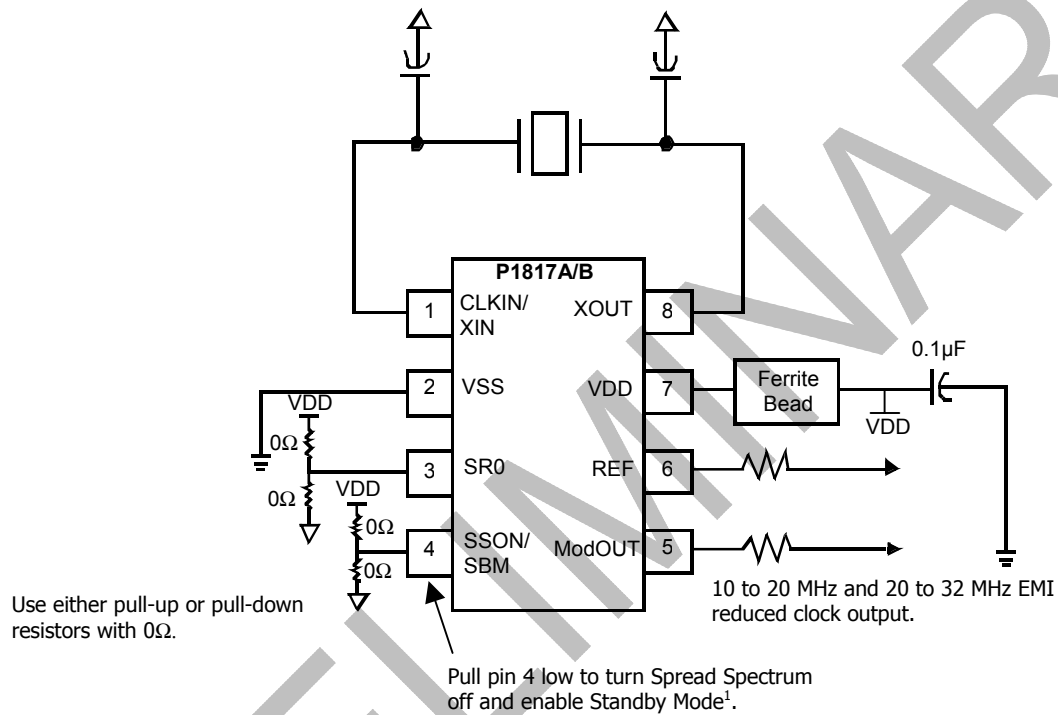 P1817A/B
1
CLKIN/
XIN
XOUT
8
2
VSS
VDD
7
Ferrite
Bead
0.1µF
VDD
VDD
0Ω
0Ω
3
SR0
REF
6
VDD
0Ω
0Ω
4
SSON/
SBM
ModOUT
5
10 to 20 MHz and 20 to 32 MHz EMI
reduced clock output.
Use either pull-up or pull-down
resistors with 0Ω.
Pull pin 4 low to turn Spread Spectrum
off and enable Standby Mode¹.
ELIMINAR